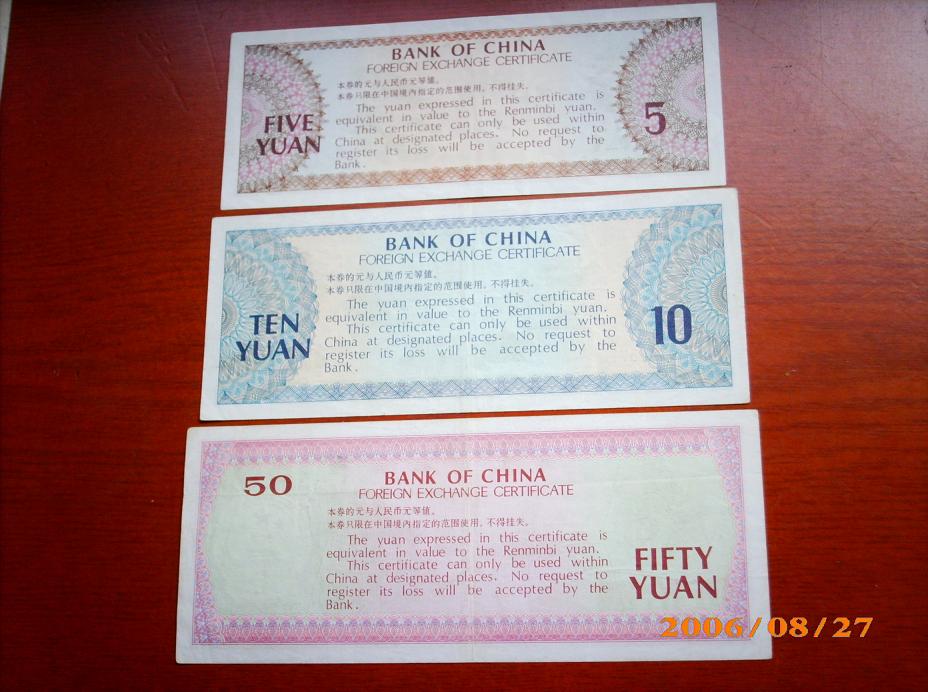 BANK OF CHINA
FOREIGN EXCHANGE CERTIFICATE
本券的元与人民币元等值。
本券只限在中国境内指定的范围使用，不得挂失。
The yuan expressed in this certificate is
equivalent in value to the Renminbi yuan.
This certificate can only be used within
China at designated places. No request to
register its loss will be accepted by the
Bank.
FIVE
YUAN
5
BANK OF CHINA
FOREIGN EXCHANGE CERTIFICATE
本券的元与人民币元等值。
本券只限在中国境内指定的范围使用，不得挂失。
The yuan expressed in this certificate is
equivalent in value to the Renminbi yuan.
This certificate can only be used within
China at designated places. No request to
register its loss will be accepted by the
Bank.
TEN
YUAN
10
50
BANK OF CHINA
FOREIGN EXCHANGE CERTIFICATE
本券的元与人民币元等值。
本券只限在中国境内指定的范围使用，不得挂失。
The yuan expressed in this certificate is
equivalent in value to the Renminbi yuan.
This certificate can only be used within
China at designated places. No request to
register its loss will be accepted by the
Bank.
FIFTY
YUAN
2006/08/27